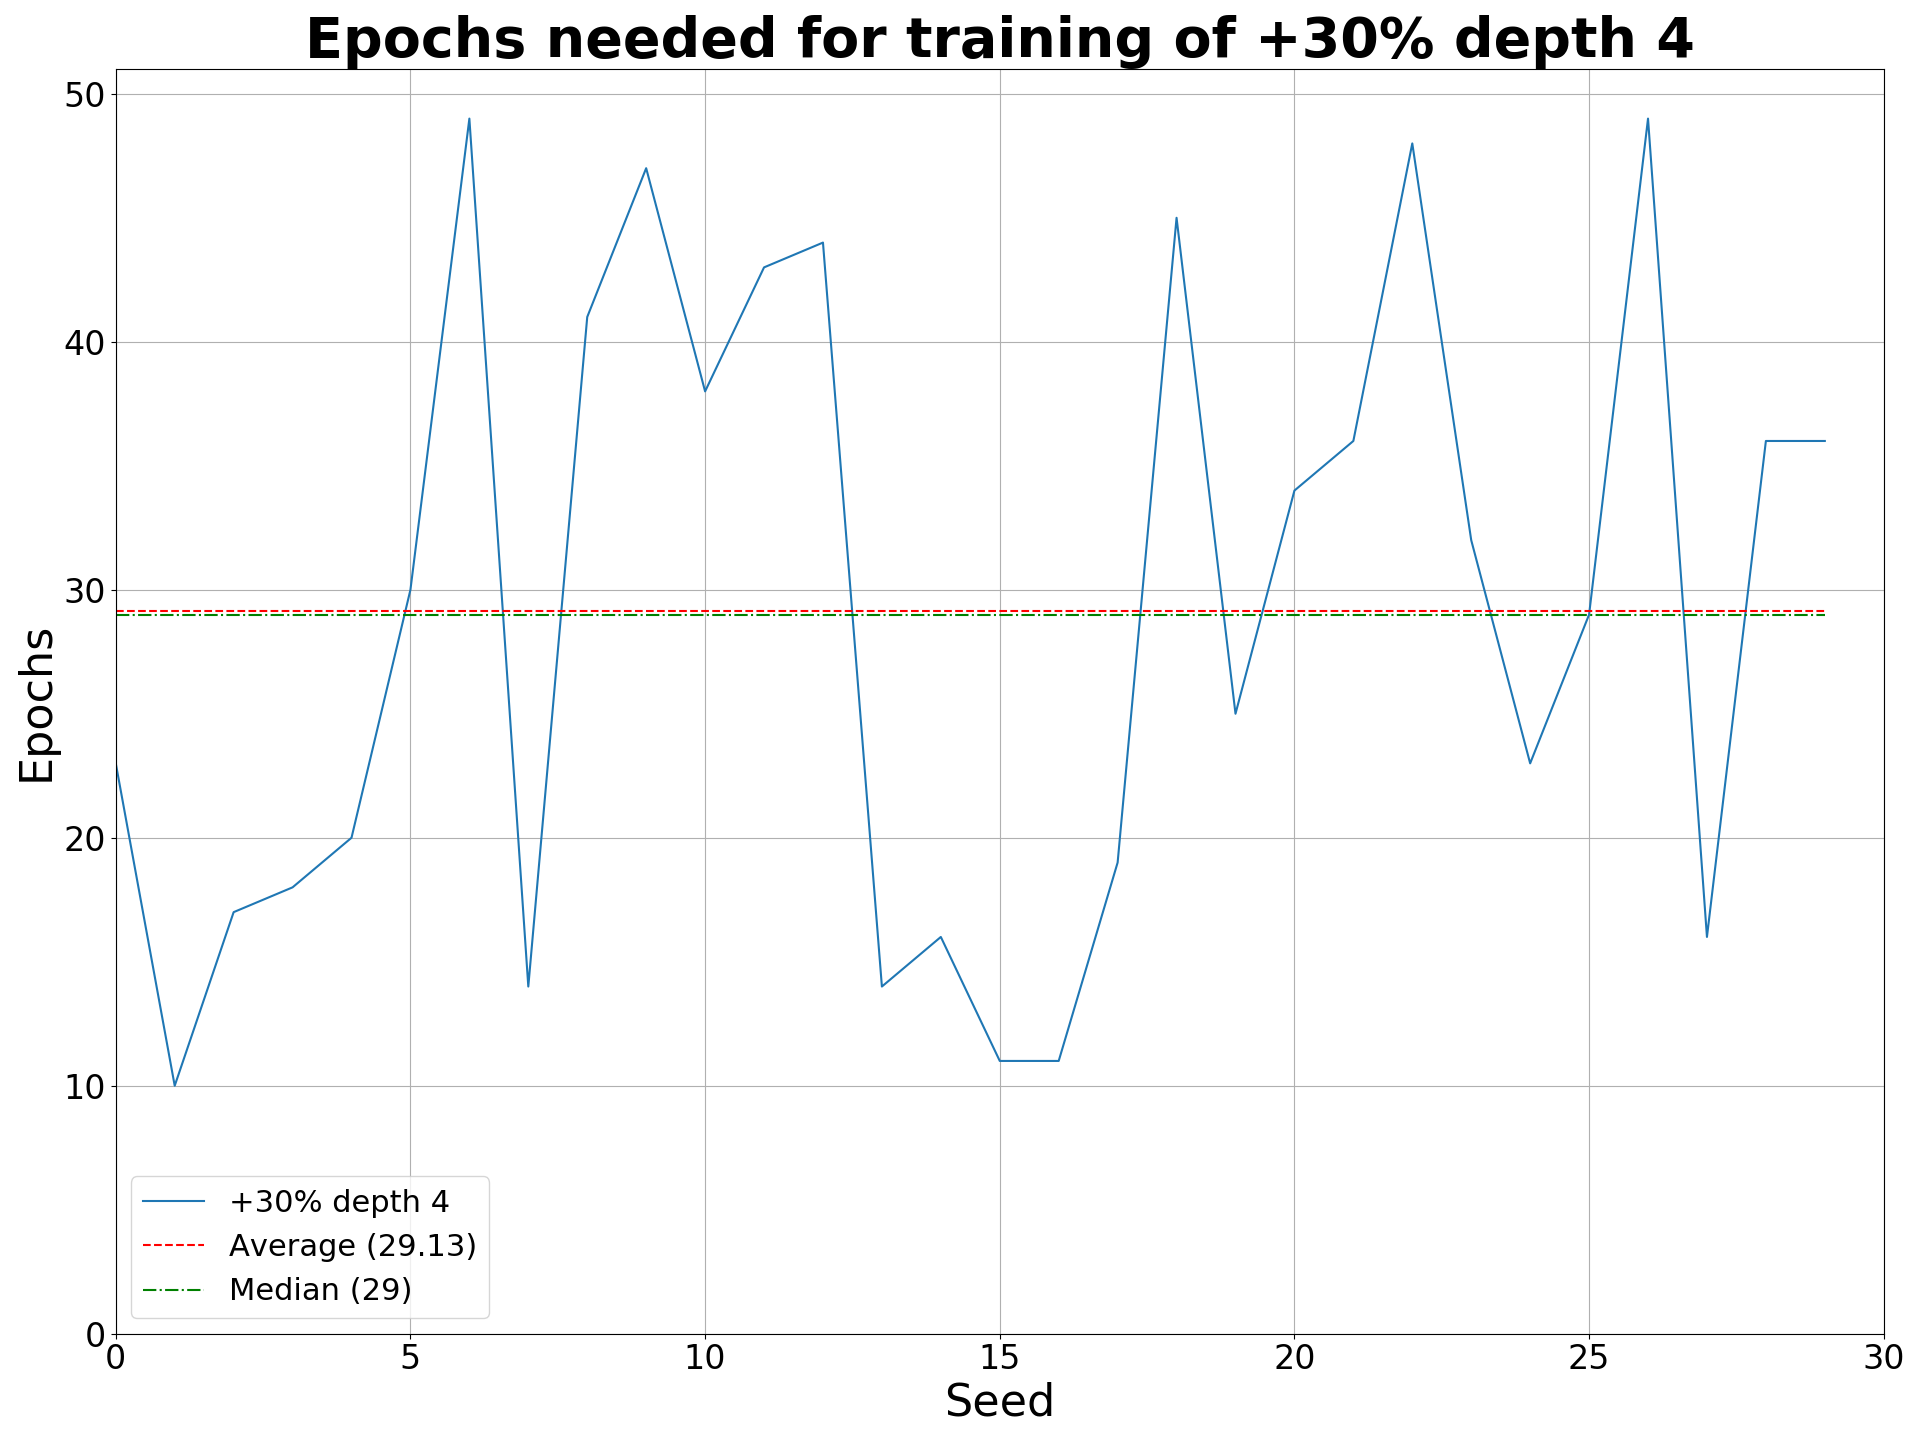 Epochs needed for training of +30% depth 4
50
40
30
20
10
0
Epochs
+30% depth 4
Average (29.13)
Median (29)
0 5 10 15 20 25 30
Seed